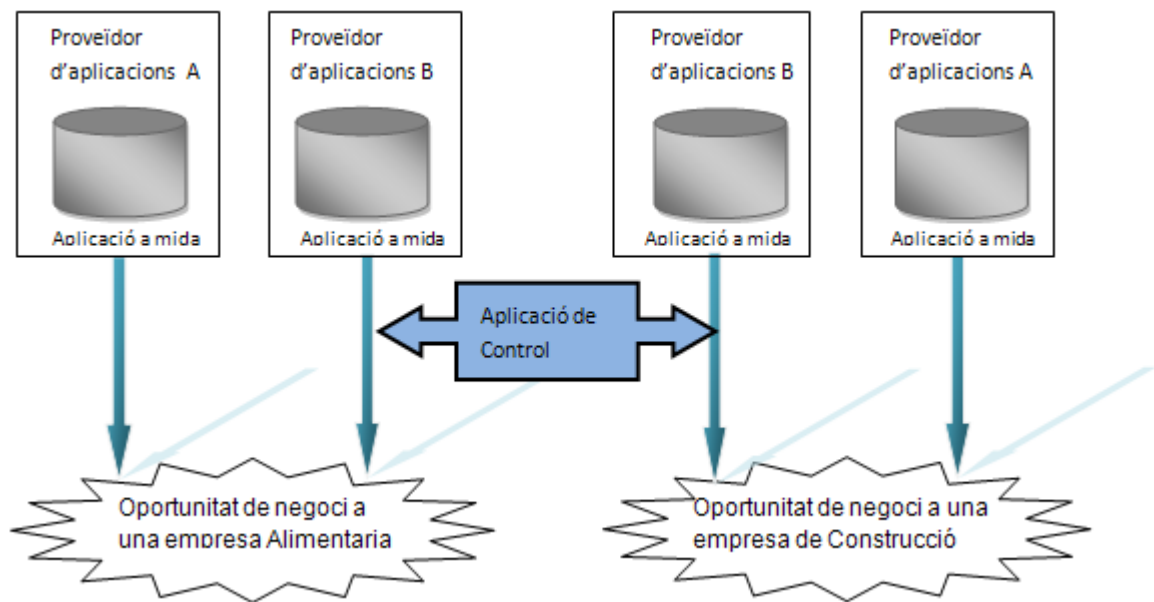 Proveïdor
d'aplicacions A
Aplicació a mida
Proveïdor
d'aplicacions B
Aplicació a mida
Proveïdor
d'aplicacions B
Aplicació a mida
Proveïdor
d'aplicacions A
Aplicació a mida
Aplicació de
Control
Oportunitat de negoci a
una empresa Alimentaria
Oportunitat de negoci a una
empresa de Construcció